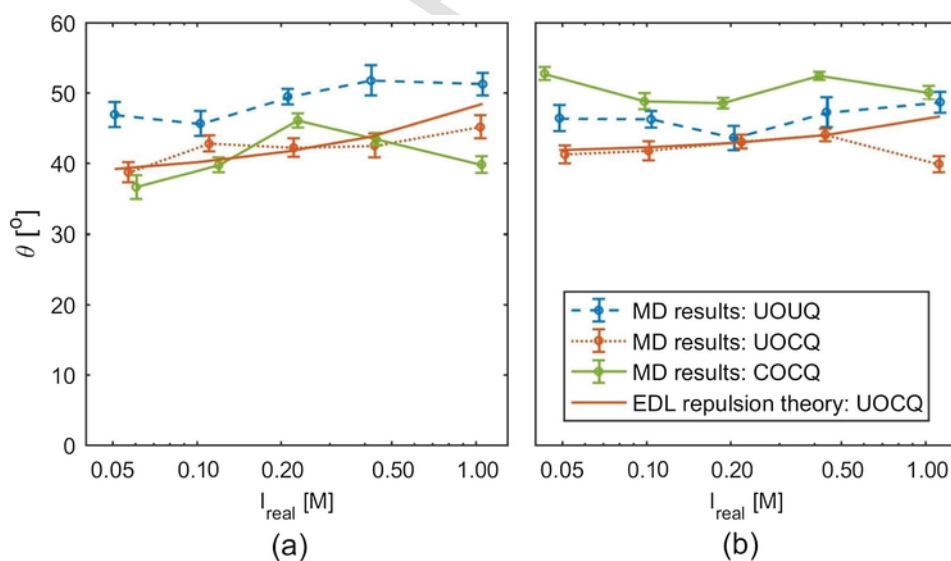 60
50
40
30
20
10
0
θ [°]
0.05 0.10 0.20 0.50 1.00
I_real [M]
(a)
MD results: UOUQ
MD results: UOCQ
MD results: COCQ
EDL repulsion theory: UOCQ
0.05 0.10 0.20 0.50 1.00
I_real [M]
(b)